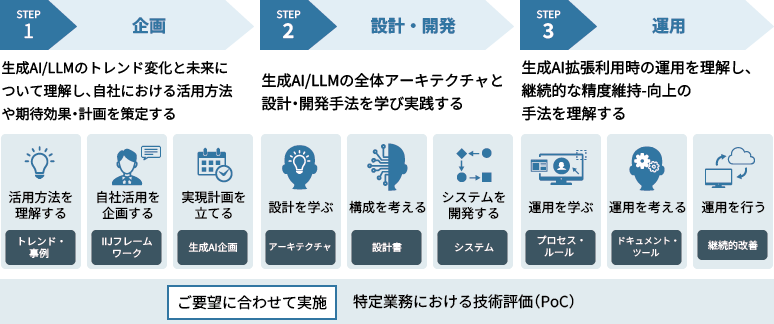 STEP
1
企画
生成AI/LLMのトレンド変化と未来に
ついて理解し、自社における活用方法
や期待効果・計画を策定する
活用方法を
理解する
トレンド・
事例
自社活用を
企画する
IIJフレーム
ワーク
実現計画を
立てる
生成AI企画
STEP
2
設計・開発
生成AI/LLMの全体アーキテクチャと
設計・開発手法を学び実践する
設計を学ぶ
アーキテクチャ
構成を考える
設計書
システムを
開発する
システム
STEP
3
運用
生成AI拡張利用時の運用を理解し、
継続的な精度維持-向上の
手法を理解する
運用を学ぶ
プロセス・
ルール
運用を考える
ドキュメント・
ツール
運用を行う
継続的改善
ご要望に合わせて実施
特定業務における技術評価（PoC）